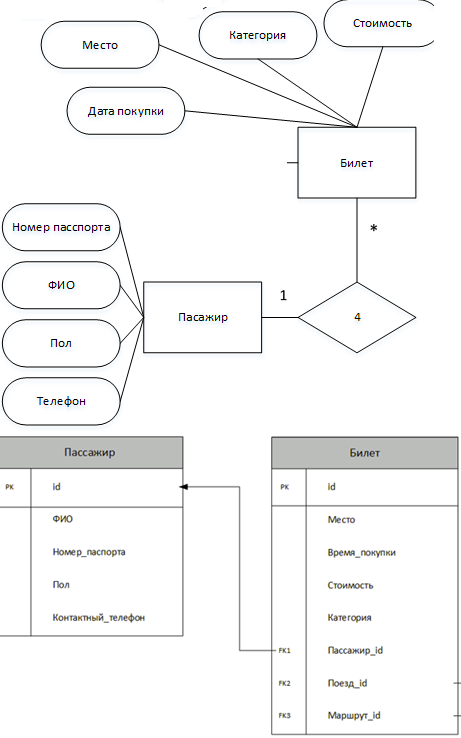 Место
Категория
Стоимость
Дата покупки
Билет
*
Номер пасспорта
ФИО
Пол
Телефон
Пасажир
1
4
Пассажир
PK id
ФИО
Номер_паспорта
Пол
Контактный_телефон
Билет
PK id
Место
Время_покупки
Стоимость
Категория
FK1 Пассажир_id
FK2 Поезд_id
FK3 Маршрут_id